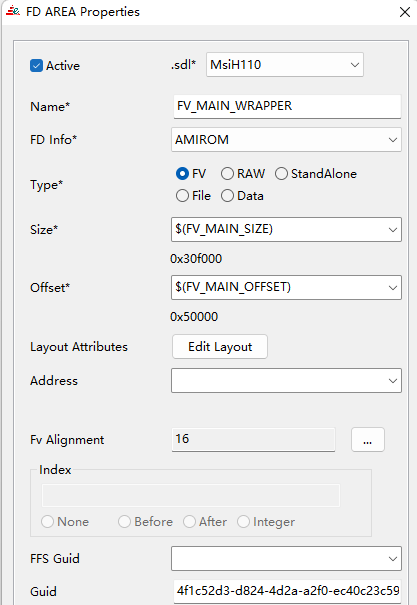 FD AREA Properties
Active
.sdl*
MsiH110
Name*
FV_MAIN_WRAPPER
FD Info*
AMIROM
Type*
FV
RAW
StandAlone
File
Data
Size*
$(FV_MAIN_SIZE)
0x30f000
Offset*
$(FV_MAIN_OFFSET)
0x50000
Layout Attributes
Edit Layout
Address
Fv Alignment
16
...
Index
None
Before
After
Integer
FFS Guid
Guid
4f1c52d3-d824-4d2a-a2f0-ec40c23c59